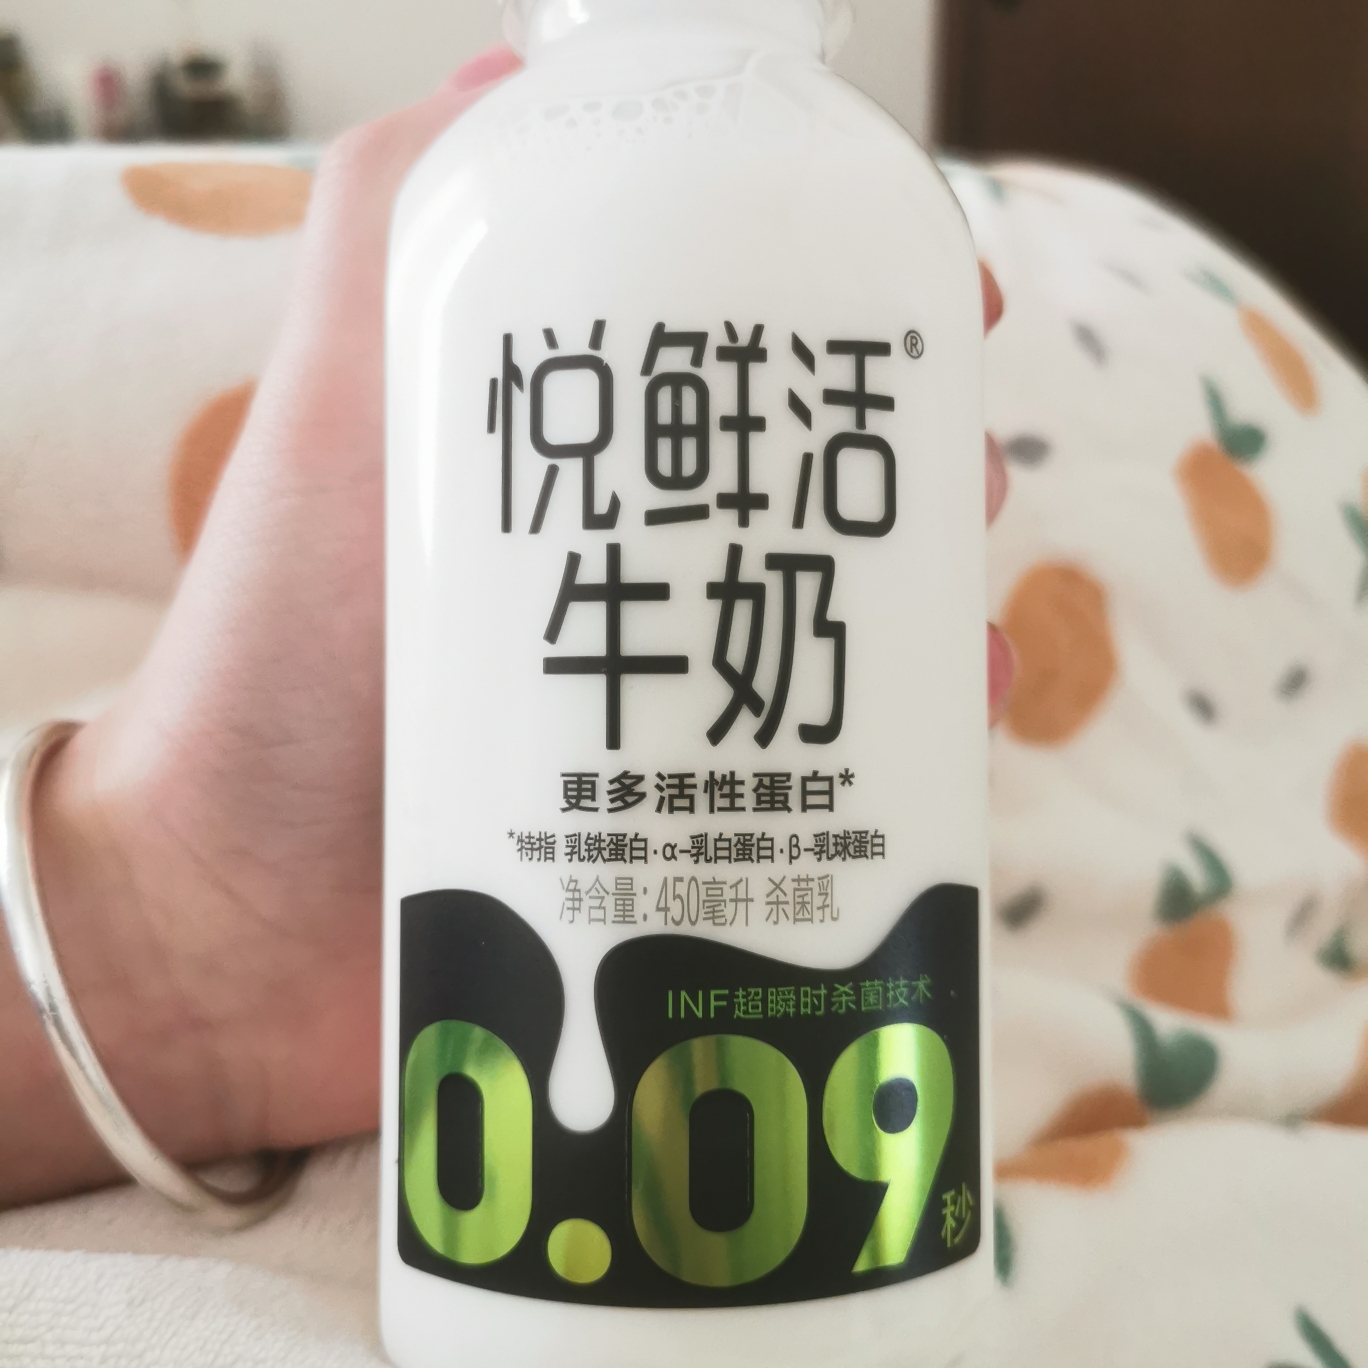 悦鲜活®
牛奶
更多活性蛋白*
*特指 乳铁蛋白·α-乳白蛋白·β-乳球蛋白
净含量:450毫升 杀菌乳
INF超瞬时杀菌技术
0.09秒